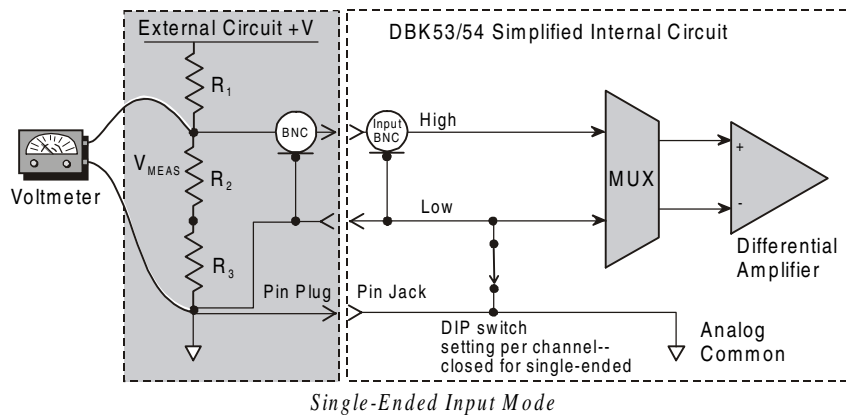 External Circuit +V
DBK53/54 Simplified Internal Circuit
R1
BNC
Input
BNC
High
Voltmeter
VMEAS
R2
MUX
+
-
Low
Differential
Amplifier
R3
Pin Plug
Pin Jack
DIP switch
setting per channel--
closed for single-ended
Analog
Common
Single-Ended Input Mode